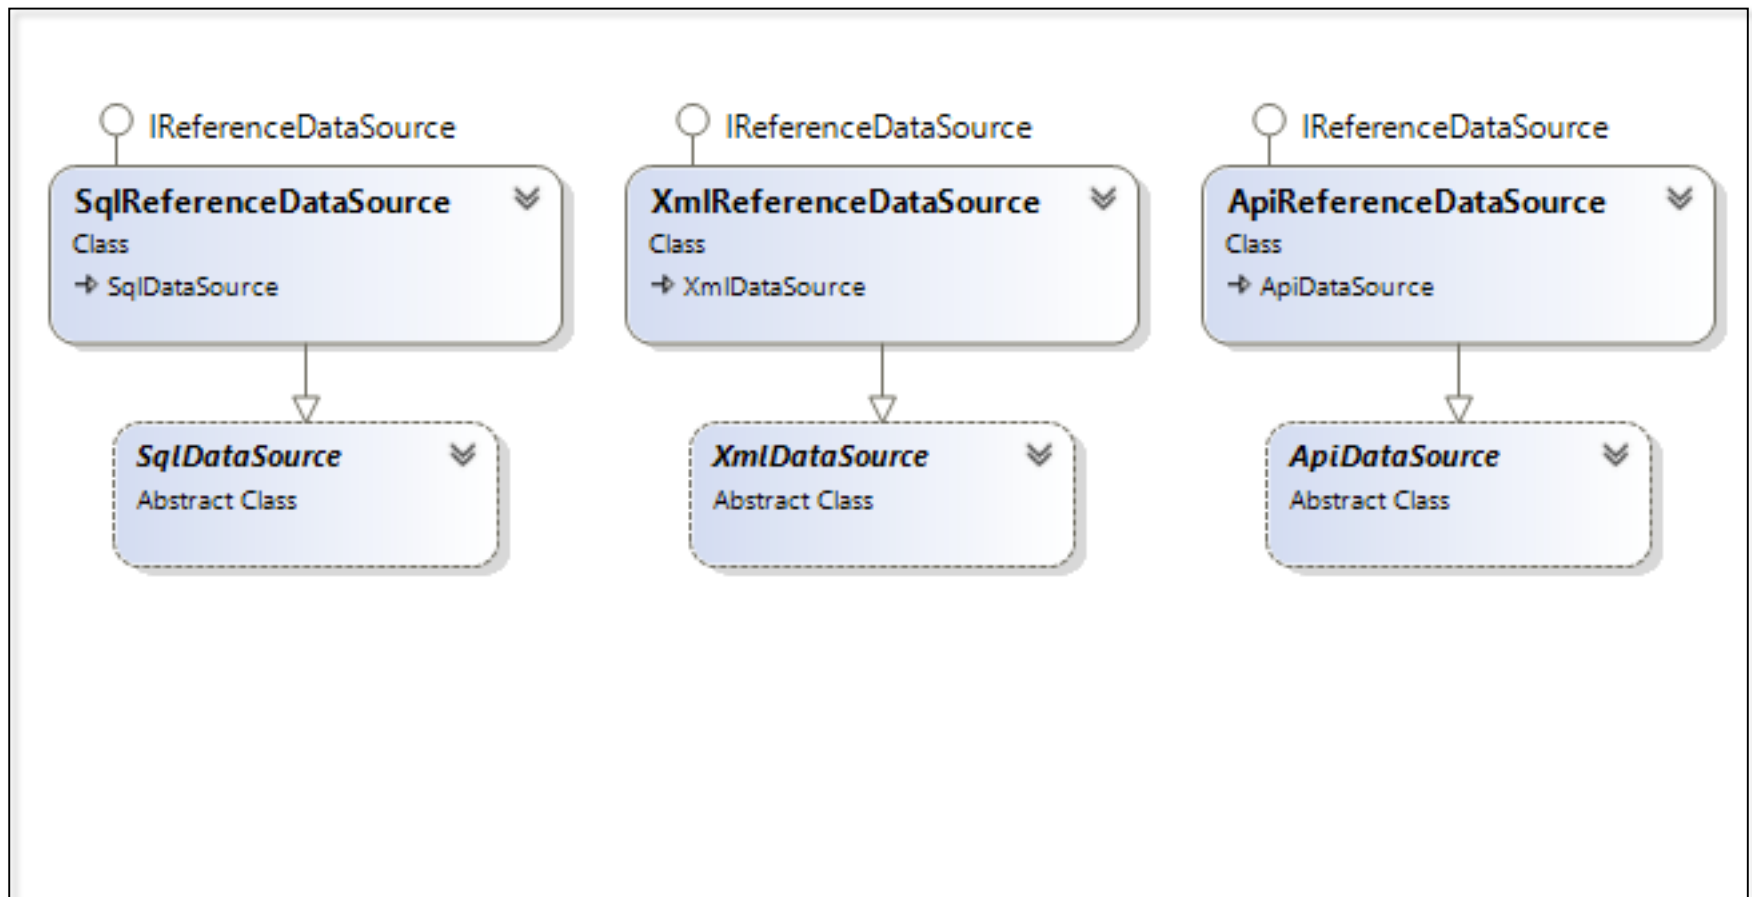 IReferenceDataSource
SqlReferenceDataSource
Class
SqlDataSource
SqlDataSource
Abstract Class
IReferenceDataSource
XmlReferenceDataSource
Class
XmlDataSource
XmlDataSource
Abstract Class
IReferenceDataSource
ApiReferenceDataSource
Class
ApiDataSource
ApiDataSource
Abstract Class